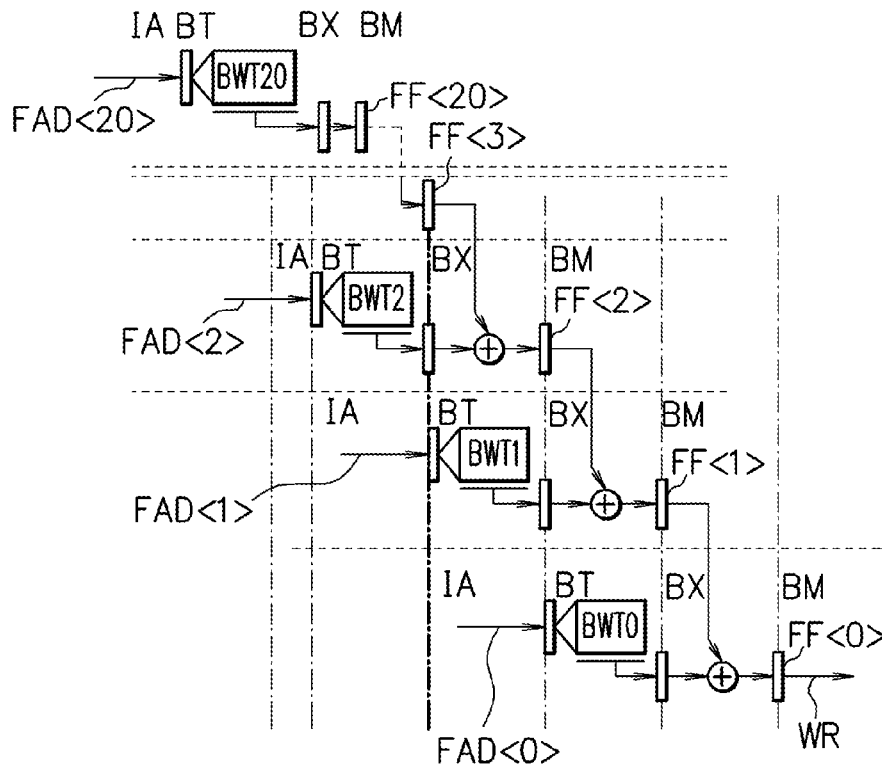 IA BT BX BM
BWT20
FF<20>
FAD<20>
FF<3>
IA BT BX BM
BWT2
FF<2>
FAD<2>
IA BT BX BM
BWT1
FF<1>
FAD<1>
IA BT BX BM
BWT0
FF<0>
FAD<0>
WR